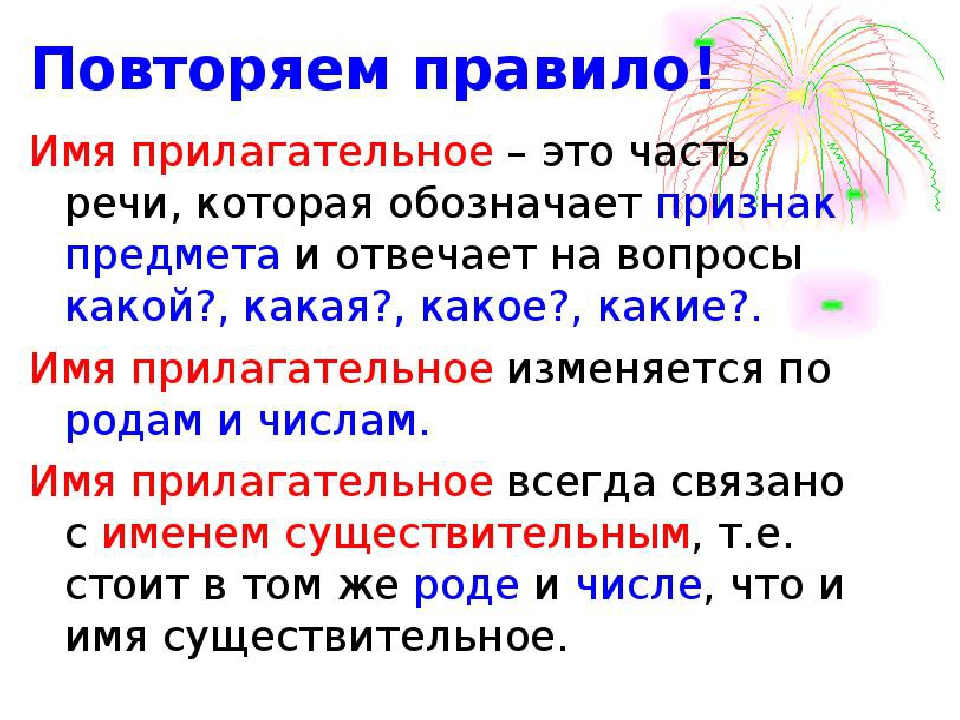 Повторяем правило!
Имя прилагательное – это часть
речи, которая обозначает признак
предмета и отвечает на вопросы
какой?, какая?, какое?, какие?.
Имя прилагательное изменяется по
родам и числам.
Имя прилагательное всегда связано
с именем существительным, т.е.
стоит в том же роде и числе, что и
имя существительное.